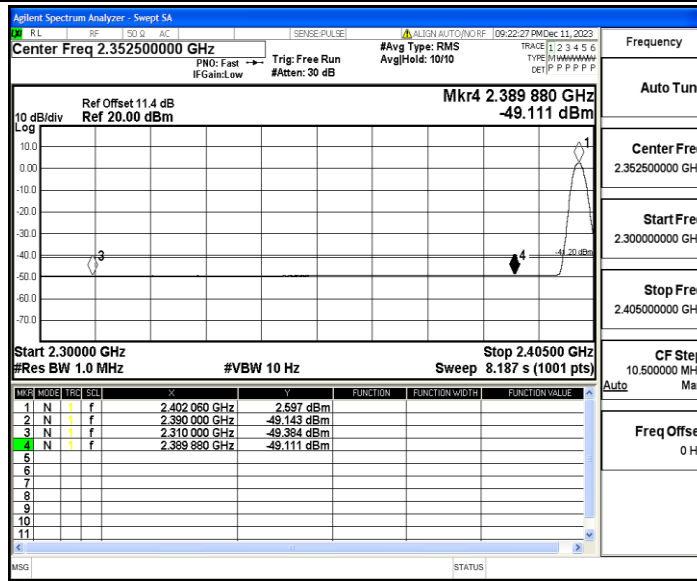 Agilent Spectrum Analyzer - Swept SA
RL RF 50 Ω AC SENSE:PULSE ALIGN AUTO/NO RF 09:22:27 PM Dec 11, 2023
Center Freq 2.352500000 GHz
PNO: Fast
IFGain:Low
Trig: Free Run
#Atten: 30 dB
#Avg Type: RMS
Avg|Hold: 10/10
TRACE 1 2 3 4 5 6
TYPE M W W W W W
DET P P P P P P
Ref Offset 11.4 dB
10 dB/div Ref 20.00 dBm
Log
Mkr4 2.389 880 GHz
-49.111 dBm
10.0
0.00
-10.0
-20.0
-30.0
-40.0
-50.0
-60.0
-70.0
1
3
4
-41.20 dBm
Start 2.30000 GHz Stop 2.40500 GHz
#Res BW 1.0 MHz #VBW 10 Hz Sweep 8.187 s (1001 pts)
MKR MODE TRC SCL X Y FUNCTION FUNCTION WIDTH FUNCTION VALUE
1 N 1 f 2.402 060 GHz 2.597 dBm
2 N 1 f 2.390 000 GHz -49.143 dBm
3 N 1 f 2.310 000 GHz -49.384 dBm
4 N 1 f 2.389 880 GHz -49.111 dBm
5
6
7
8
9
10
11
MSG STATUS
Frequency
Auto Tun
Center Fre
2.352500000 GH
Start Fre
2.300000000 GH
Stop Fre
2.405000000 GH
CF Step
10.500000 MH
Auto Ma
Freq Offse
0 H